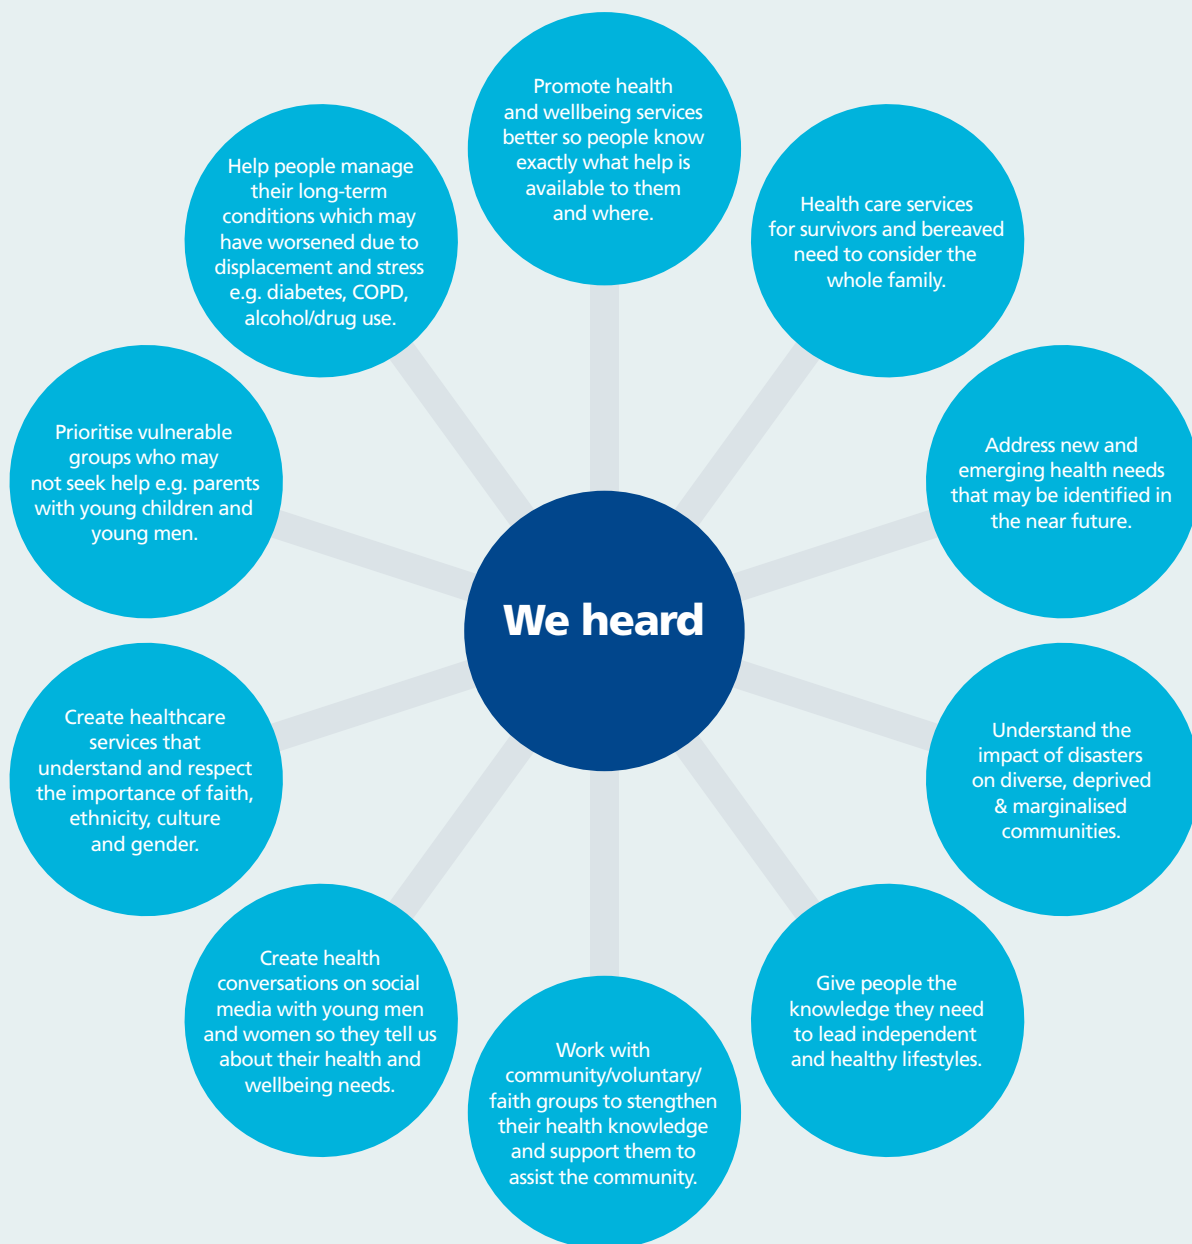 Promote health
and wellbeing services
better so people know
exactly what help is
available to them
and where.
Health care services
for survivors and bereaved
need to consider the
whole family.
Address new and
emerging health needs
that may be identified in
the near future.
Understand the
impact of disasters
on diverse, deprived
& marginalised
communities.
Give people the
knowledge they need
to lead independent
and healthy lifestyles.
Work with
community/voluntary/
faith groups to stengthen
their health knowledge
and support them to
assist the community.
Create health
conversations on social
media with young men
and women so they tell us
about their health and
wellbeing needs.
Create healthcare
services that
understand and respect
the importance of faith,
ethnicity, culture
and gender.
Prioritise vulnerable
groups who may
not seek help e.g. parents
with young children and
young men.
Help people manage
their long-term
conditions which may
have worsened due to
displacement and stress
e.g. diabetes, COPD,
alcohol/drug use.
We heard